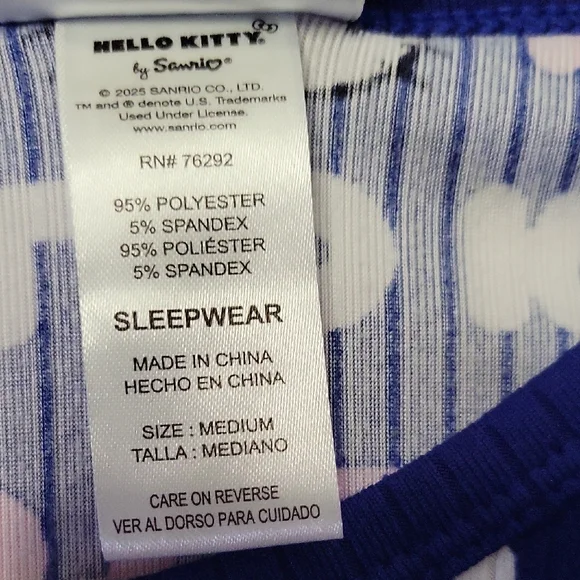 HELLO KITTY®
by Sanrio®
© 2025 SANRIO CO., LTD.
TM and ® denote U.S. Trademarks
Used Under License.
www.sanrio.com
RN# 76292
95% POLYESTER
5% SPANDEX
95% POLIÉSTER
5% SPANDEX
SLEEPWEAR
MADE IN CHINA
HECHO EN CHINA
SIZE : MEDIUM
TALLA : MEDIANO
CARE ON REVERSE
VER AL DORSO PARA CUIDADO